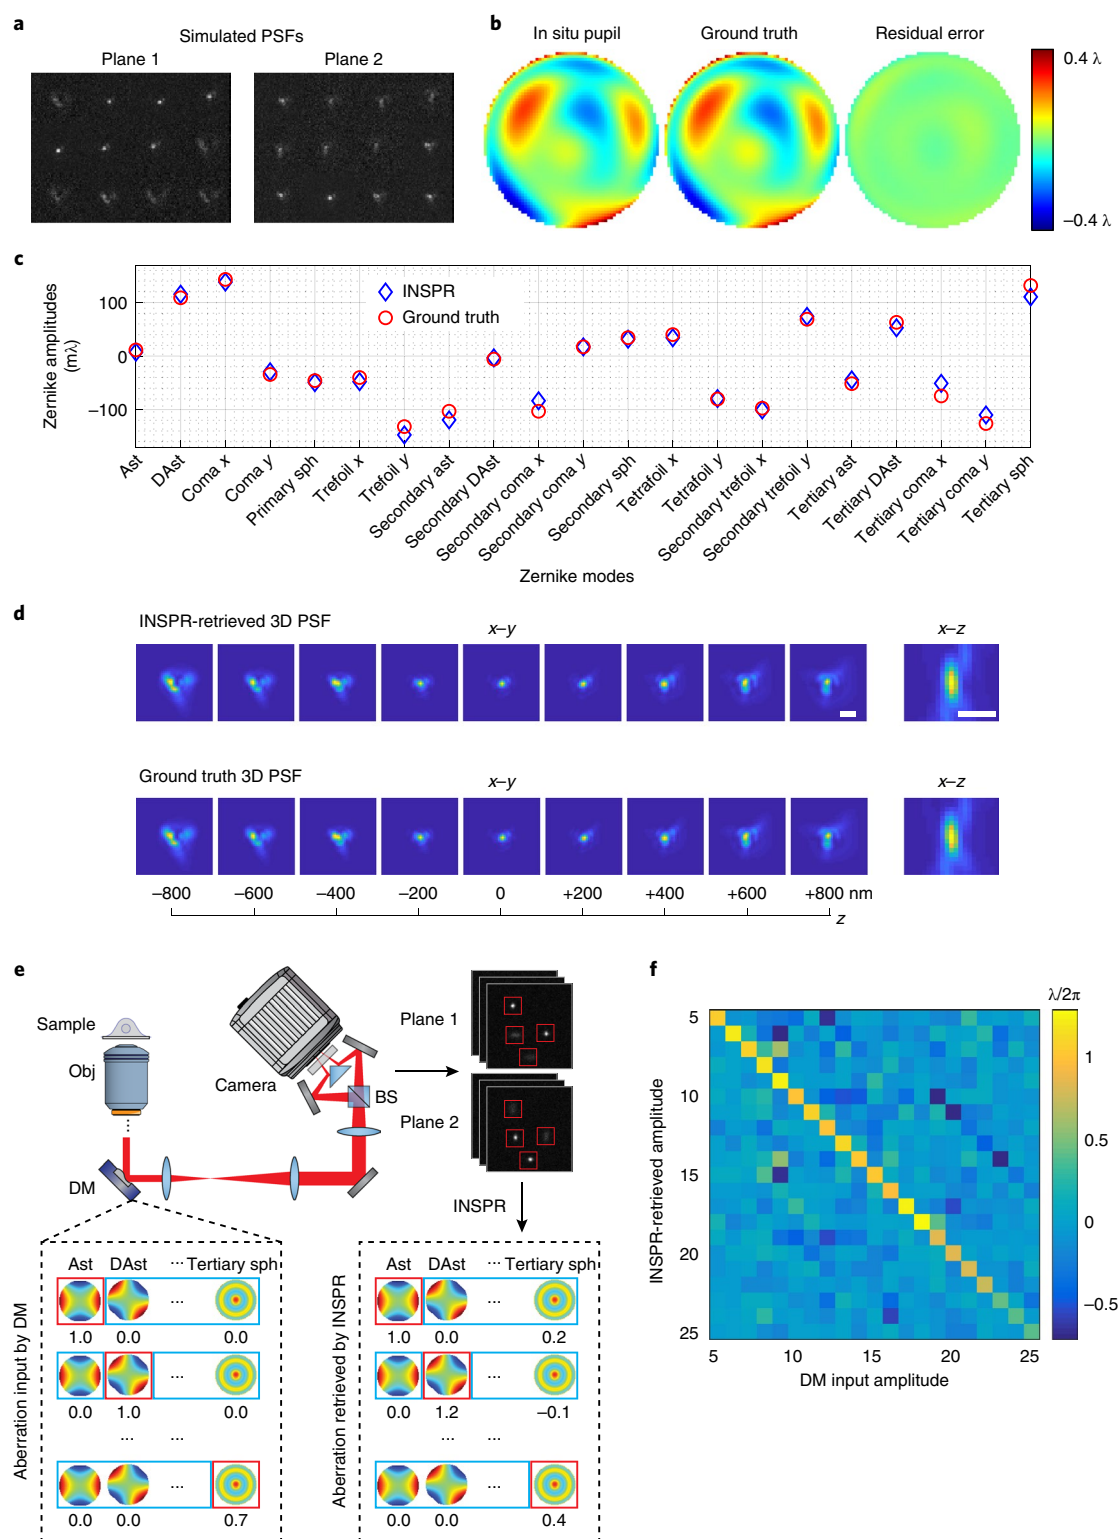 a
Simulated PSFs
Plane 1
Plane 2
b
In situ pupil
Ground truth
Residual error
0.4 λ
–0.4 λ
c
Zernike amplitudes
(mλ)
100
0
–100
INSPR
Ground truth
Ast
DAst
Coma x
Coma y
Primary sph
Trefoil x
Trefoil y
Secondary ast
Secondary DAst
Secondary coma x
Secondary coma y
Secondary sph
Tetrafoil x
Tetrafoil y
Secondary trefoil x
Secondary trefoil y
Tertiary ast
Tertiary DAst
Tertiary coma x
Tertiary coma y
Tertiary sph
Zernike modes
d
INSPR-retrieved 3D PSF
x–y
x–z
Ground truth 3D PSF
x–y
x–z
–800
–600
–400
–200
0
+200
+400
+600
+800 nm
z
e
Sample
Obj
DM
Camera
BS
Plane 1
Plane 2
INSPR
Aberration input by DM
Ast DAst ... Tertiary sph
...
1.0 0.0 0.0
...
0.0 1.0 0.0
... ...
...
0.0 0.0 0.7
Aberration retrieved by INSPR
Ast DAst ... Tertiary sph
...
1.0 0.0 0.2
...
0.0 1.2 –0.1
... ...
...
0.0 0.0 0.4
f
λ/2π
INSPR-retrieved amplitude
5
10
15
20
25
5 10 15 20 25
DM input amplitude
1
0.5
0
–0.5